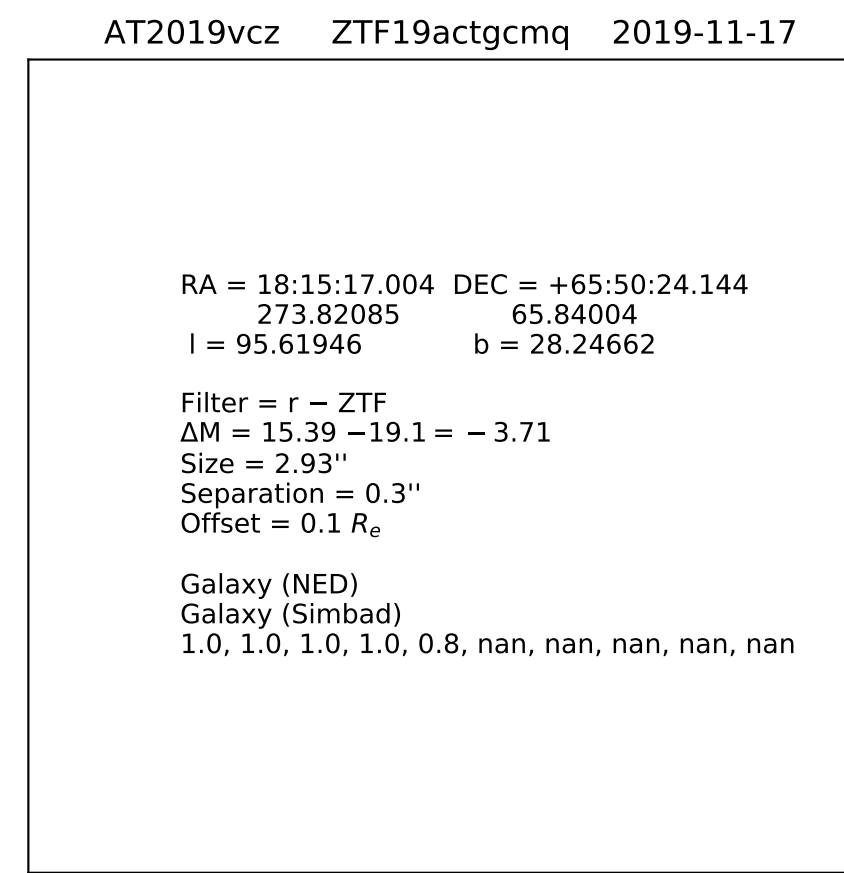 AT2019vcz ZTF19actgcmq 2019-11-17
RA = 18:15:17.004 DEC = +65:50:24.144
273.82085 65.84004
l = 95.61946 b = 28.24662
Filter = r − ZTF
ΔM = 15.39 −19.1 = − 3.71
Size = 2.93''
Separation = 0.3''
Offset = 0.1 Re
Galaxy (NED)
Galaxy (Simbad)
1.0, 1.0, 1.0, 1.0, 0.8, nan, nan, nan, nan, nan